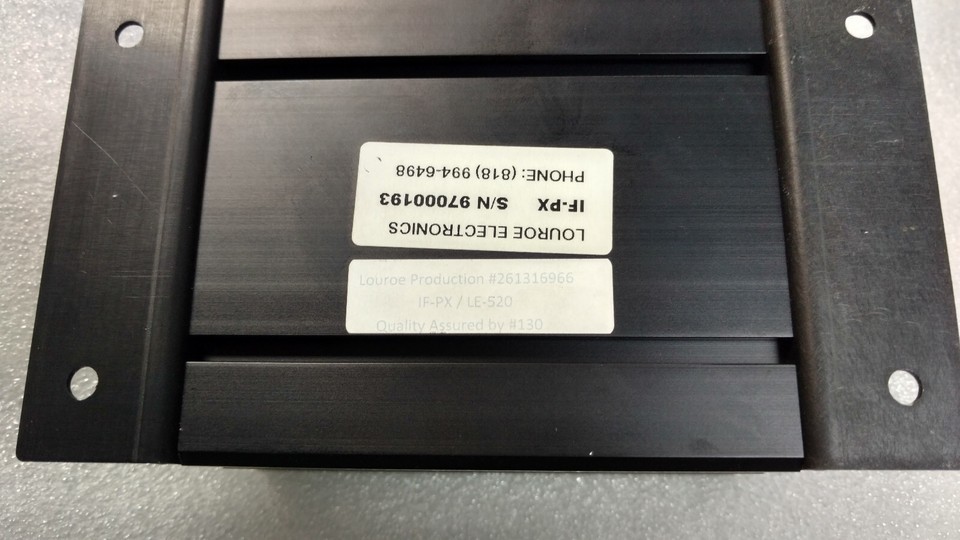 LOUROE ELECTRONICS
IF-PX S/N 97000193
PHONE: (818) 994-6498
Louroe Production #261316966
IF-PX / LE-520
Quality Assured by #130